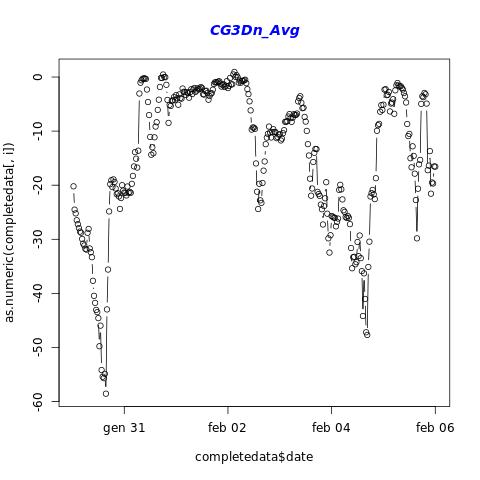 CG3Dn_Avg
as.numeric(completedata[, i])
0
-10
-20
-30
-40
-50
-60
gen 31
feb 02
feb 04
feb 06
completedata$date